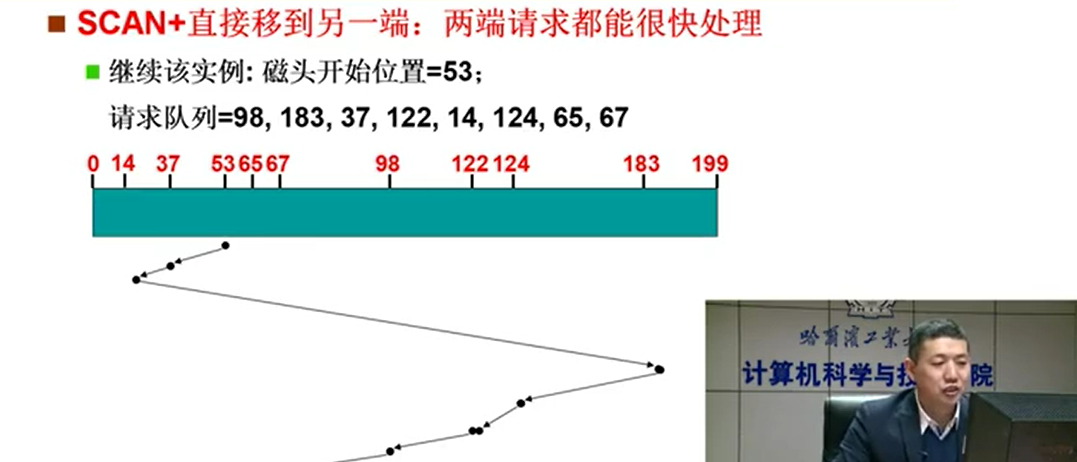 SCAN+直接移到另一端：两端请求都能很快处理
继续该实例: 磁头开始位置=53；
请求队列=98, 183, 37, 122, 14, 124, 65, 67
0 14 37 53 65 67 98 122 124 183 199
哈尔滨工业
计算机科学与技 院